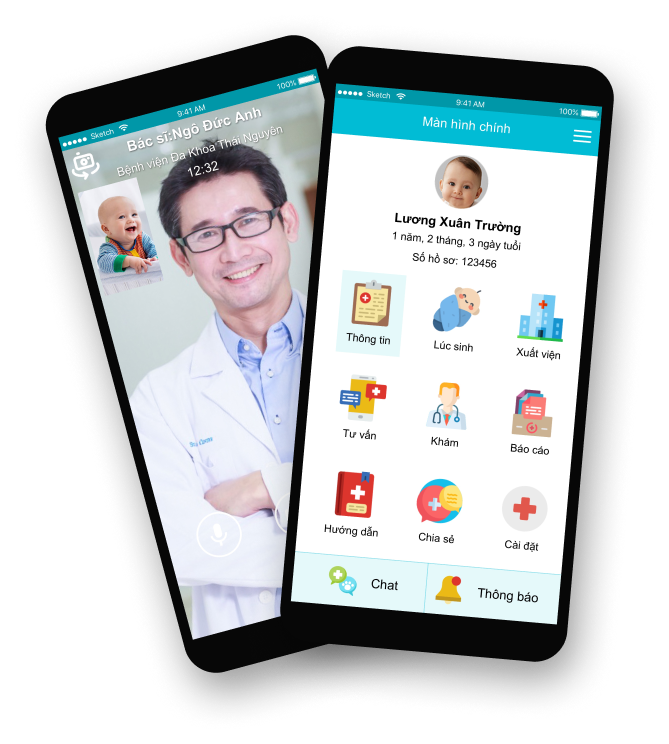 Sketch
9:41 AM
100%
Bác sĩ:Ngô Đức Anh
Bệnh viện Đa Khoa Thái Nguyên
12:32
Sketch
9:41 AM
100%
Màn hình chính
Lương Xuân Trường
1 năm, 2 tháng, 3 ngày tuổi
Số hồ sơ: 123456
Thông tin
Lúc sinh
Xuất viện
Tư vấn
Khám
Báo cáo
Hướng dẫn
Chia sẻ
Cài đặt
Chat
Thông báo